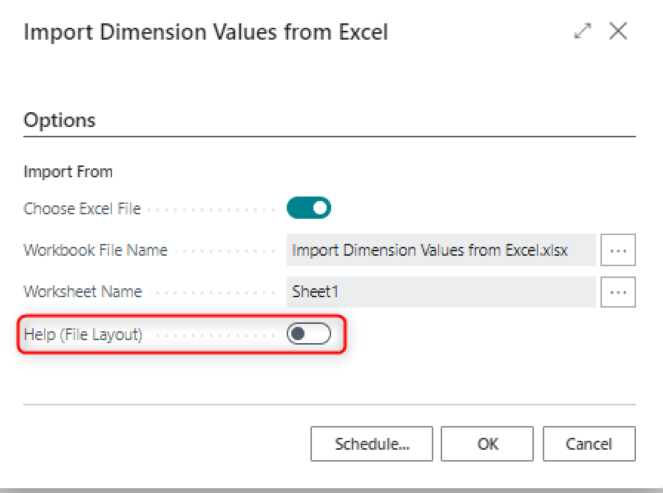 Import Dimension Values from Excel
Options
Import From
Choose Excel File
Workbook File Name Import Dimension Values from Excel.xlsx ...
Worksheet Name Sheet1 ...
Help (File Layout)
Schedule... OK Cancel